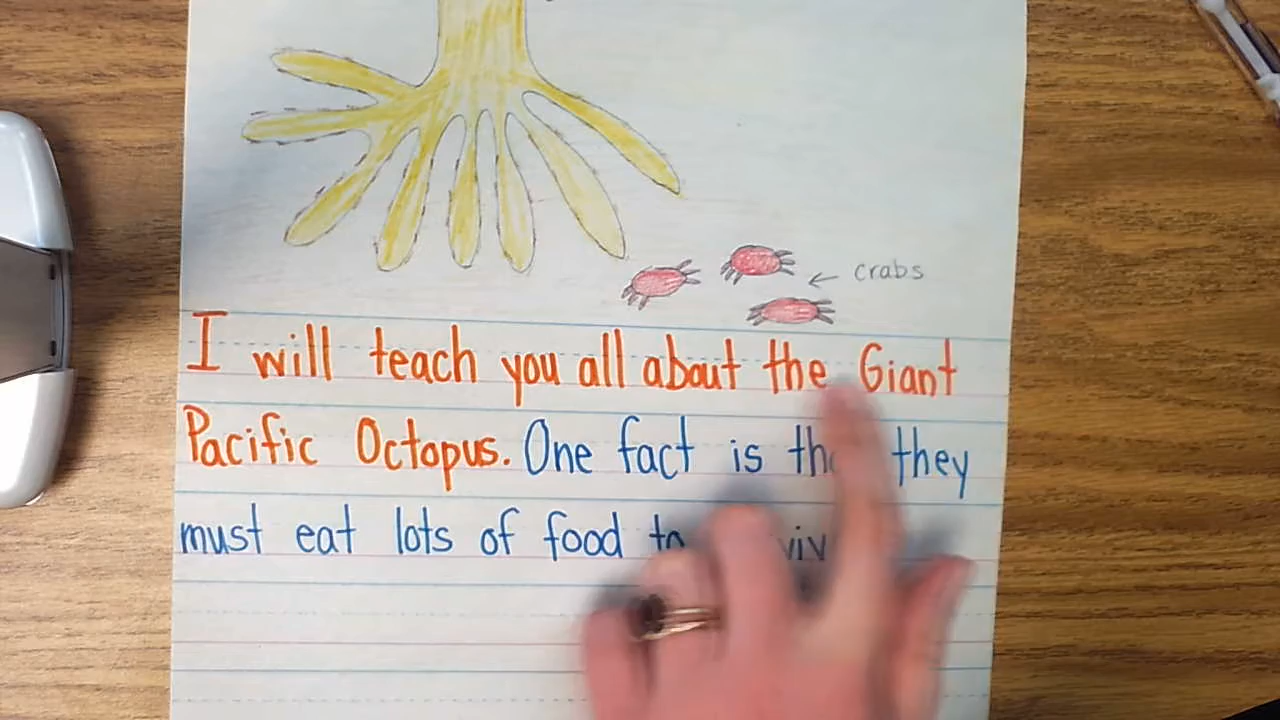 crabs
I will teach you all about the Giant
Pacific Octopus. One fact is they
must eat lots of food to